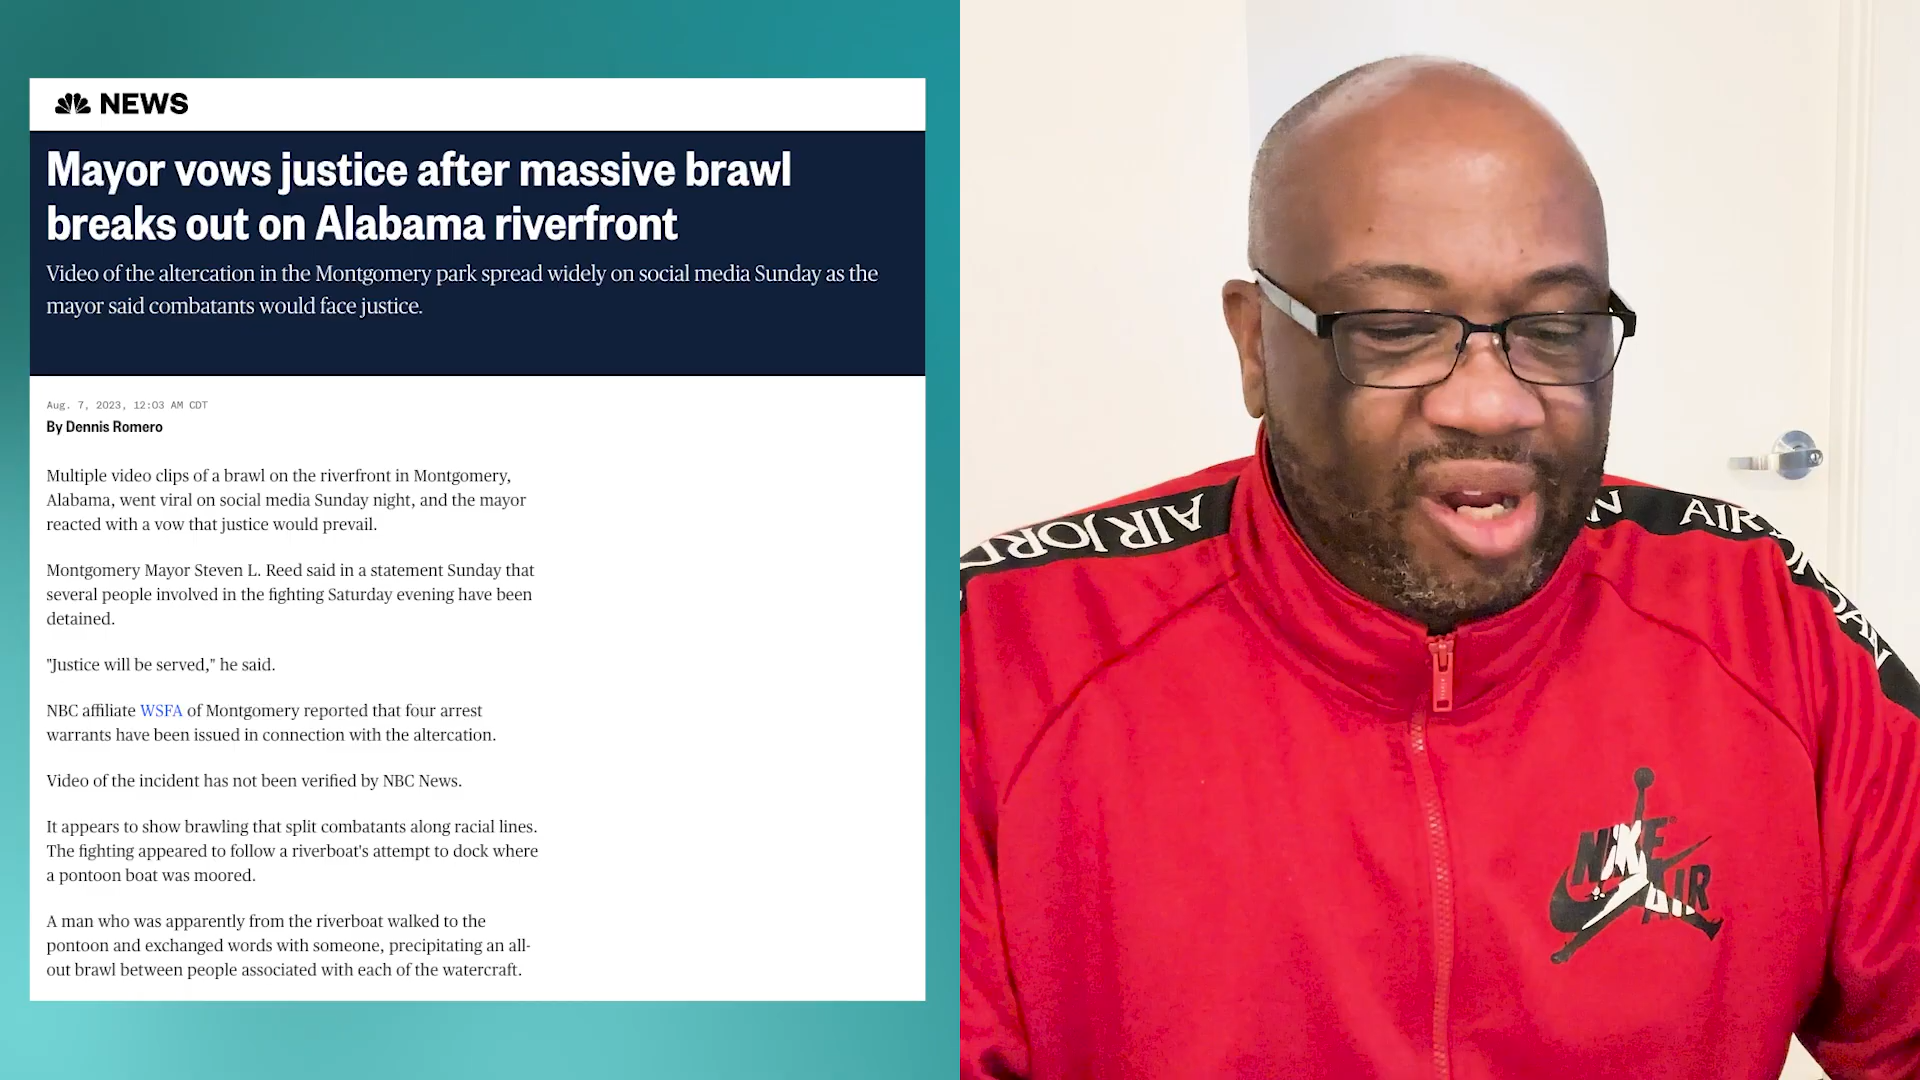 NEWS
Mayor vows justice after massive brawl
breaks out on Alabama riverfront
Video of the altercation in the Montgomery park spread widely on social media Sunday as the
mayor said combatants would face justice.
Aug. 7, 2023, 12:03 AM CDT
By Dennis Romero
Multiple video clips of a brawl on the riverfront in Montgomery,
Alabama, went viral on social media Sunday night, and the mayor
reacted with a vow that justice would prevail.
Montgomery Mayor Steven L. Reed said in a statement Sunday that
several people involved in the fighting Saturday evening have been
detained.
"Justice will be served," he said.
NBC affiliate WSFA of Montgomery reported that four arrest
warrants have been issued in connection with the altercation.
Video of the incident has not been verified by NBC News.
It appears to show brawling that split combatants along racial lines.
The fighting appeared to follow a riverboat's attempt to dock where
a pontoon boat was moored.
A man who was apparently from the riverboat walked to the
pontoon and exchanged words with someone, precipitating an all-
out brawl between people associated with each of the watercraft.
AIR JORD
AIR
NIKE
AIR